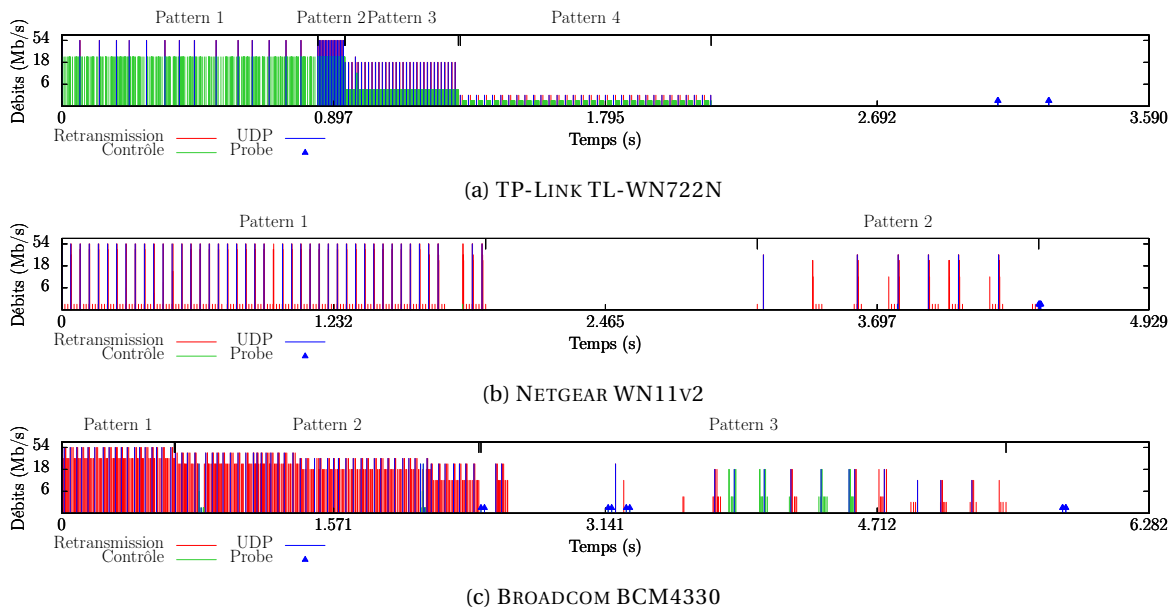 Pattern 1 Pattern 2 Pattern 3 Pattern 4
Débits (Mb/s)
54
18
6
0 0.897 1.795 2.692 3.590
Temps (s)
Retransmission UDP
Contrôle Probe
(a) TP-LINK TL-WN722N
Pattern 1 Pattern 2
Débits (Mb/s)
54
18
6
0 1.232 2.465 3.697 4.929
Temps (s)
Retransmission UDP
Contrôle Probe
(b) NETGEAR WN11V2
Pattern 1 Pattern 2 Pattern 3
Débits (Mb/s)
54
18
6
0 1.571 3.141 4.712 6.282
Temps (s)
Retransmission UDP
Contrôle Probe
(c) BROADCOM BCM4330